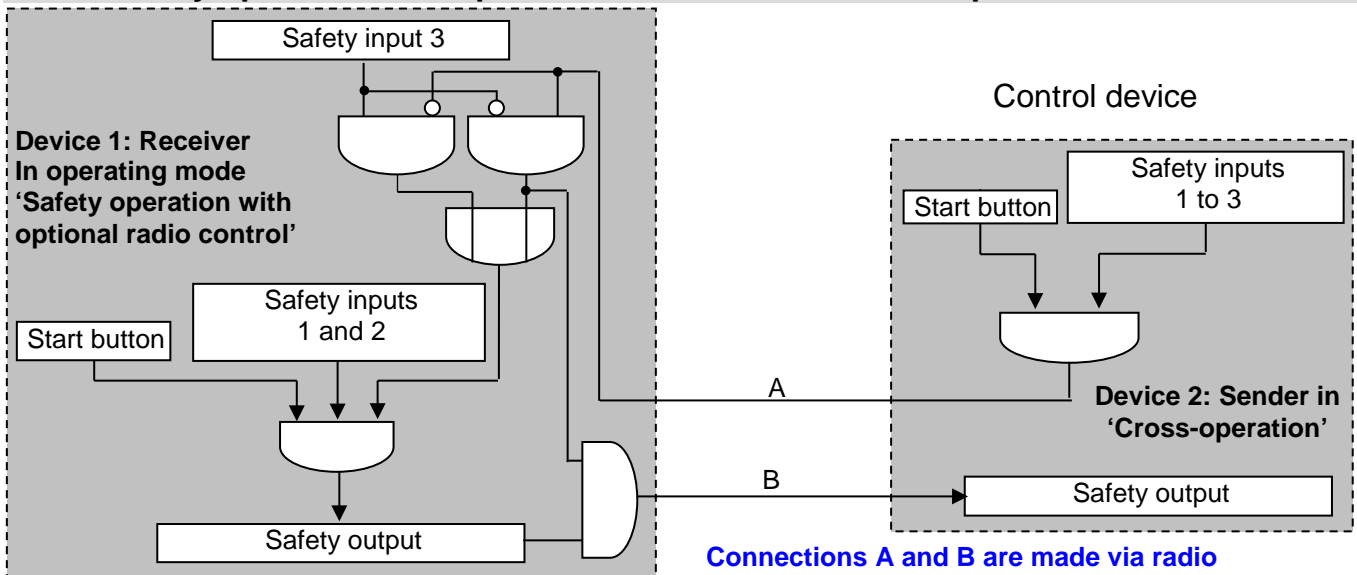 Safety input 3
Control device
Device 1: Receiver
In operating mode
‘Safety operation with
optional radio control’
Safety inputs
1 to 3
Start button
Safety inputs
1 and 2
Start button
A
Device 2: Sender in
‘Cross-operation’
B
Safety output
Safety output
Connections A and B are made via radio